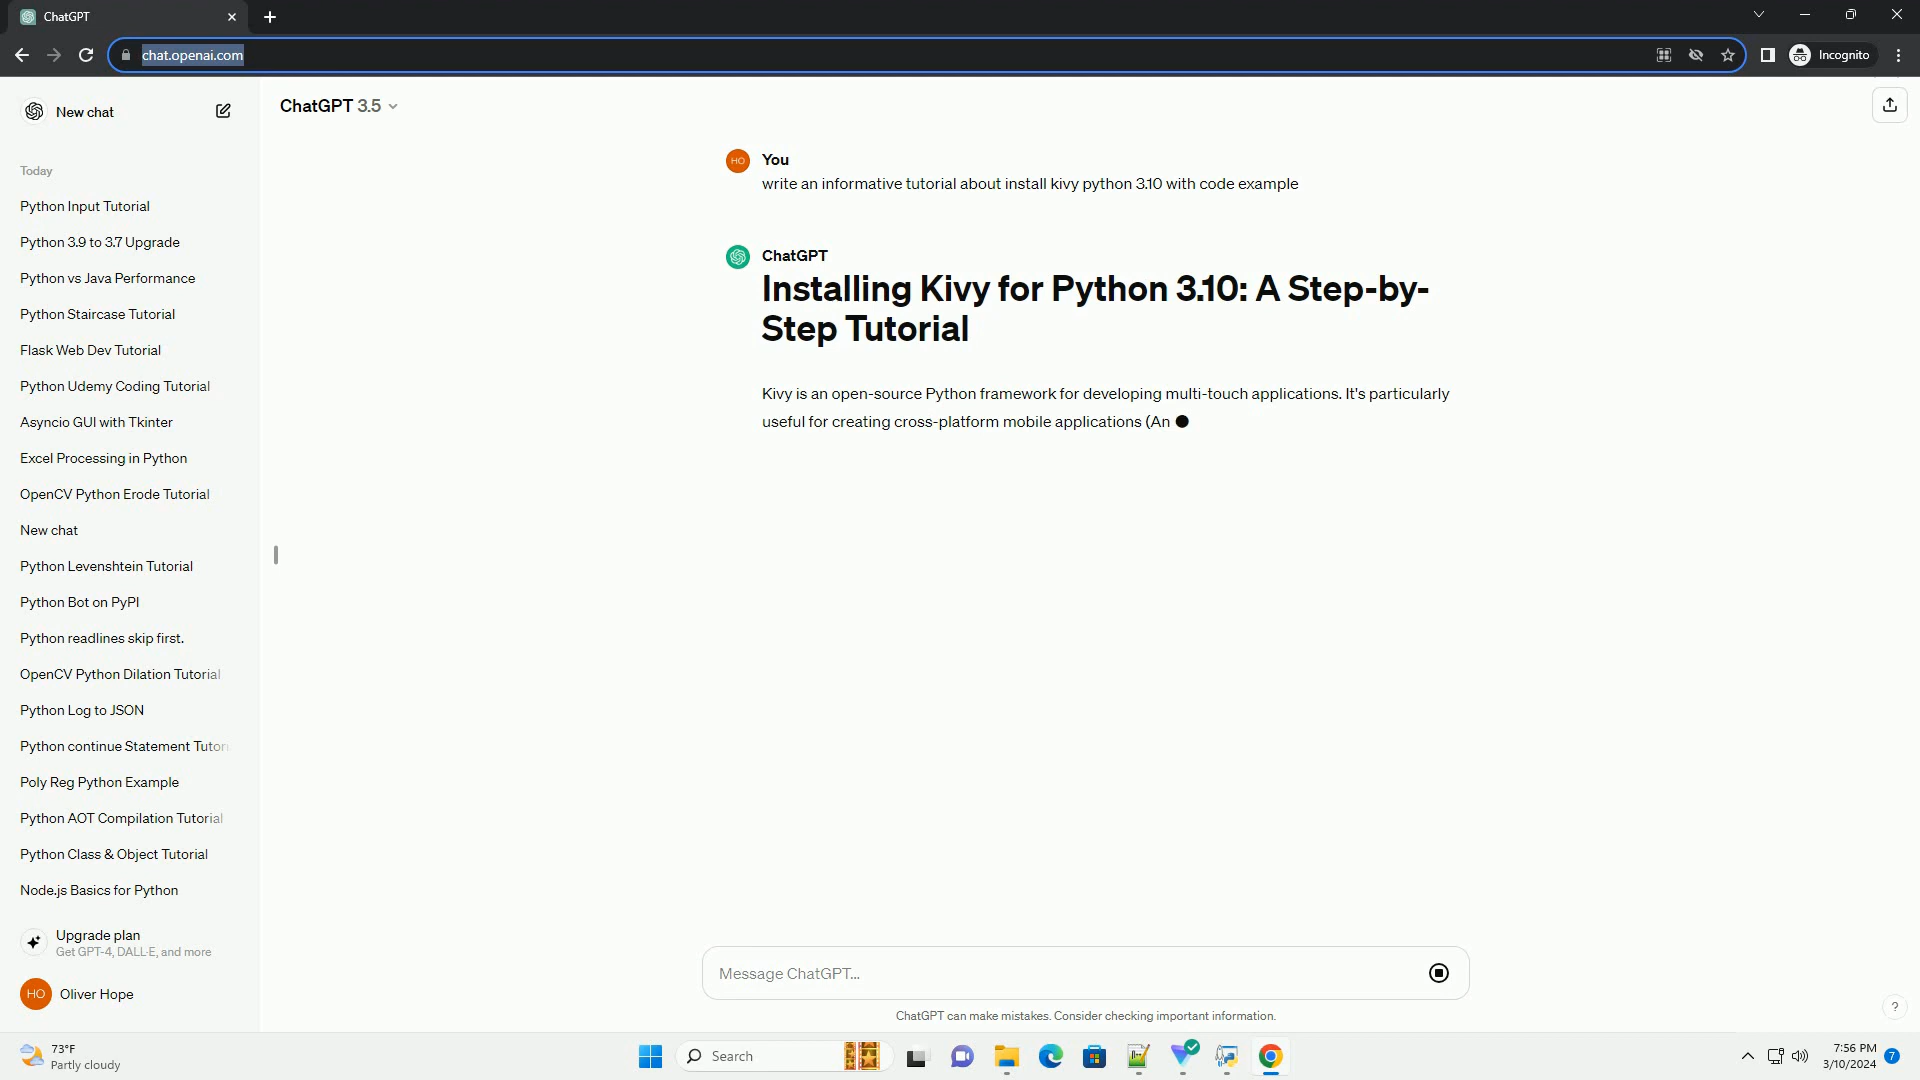 ChatGPT
chat.openai.com
Incognito
New chat
ChatGPT 3.5
Today
Python Input Tutorial
Python 3.9 to 3.7 Upgrade
Python vs Java Performance
Python Staircase Tutorial
Flask Web Dev Tutorial
Python Udemy Coding Tutorial
Asyncio GUI with Tkinter
Excel Processing in Python
OpenCV Python Erode Tutorial
New chat
Python Levenshtein Tutorial
Python Bot on PyPI
Python readlines skip first.
OpenCV Python Dilation Tutorial
Python Log to JSON
Python continue Statement Tutori
Poly Reg Python Example
Python AOT Compilation Tutorial
Python Class & Object Tutorial
Node.js Basics for Python
Upgrade plan
Get GPT-4, DALL·E, and more
HO
Oliver Hope
HO
You
write an informative tutorial about install kivy python 3.10 with code example
ChatGPT
Installing Kivy for Python 3.10: A Step-by-
Step Tutorial
Kivy is an open-source Python framework for developing multi-touch applications. It's particularly
useful for creating cross-platform mobile applications (An
Message ChatGPT...
ChatGPT can make mistakes. Consider checking important information.
?
73°F
Partly cloudy
Search
7:56 PM
3/10/2024
7